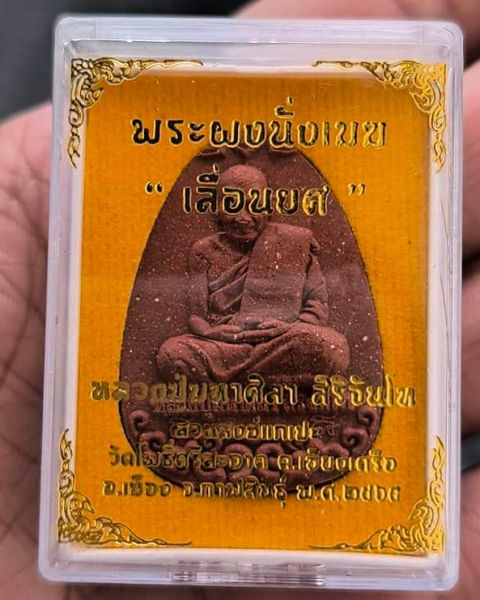 พระผงนั่งเมฆ
“ เลื่อนยศ ”
หลวงปู่มหาศิลา สิริจันโท
วัดโพธิ์ศรีสะอาด ต.เชียงเครือ
อ.เมือง จ.กาฬสินธุ์ พ.ศ.๒๕๖๔